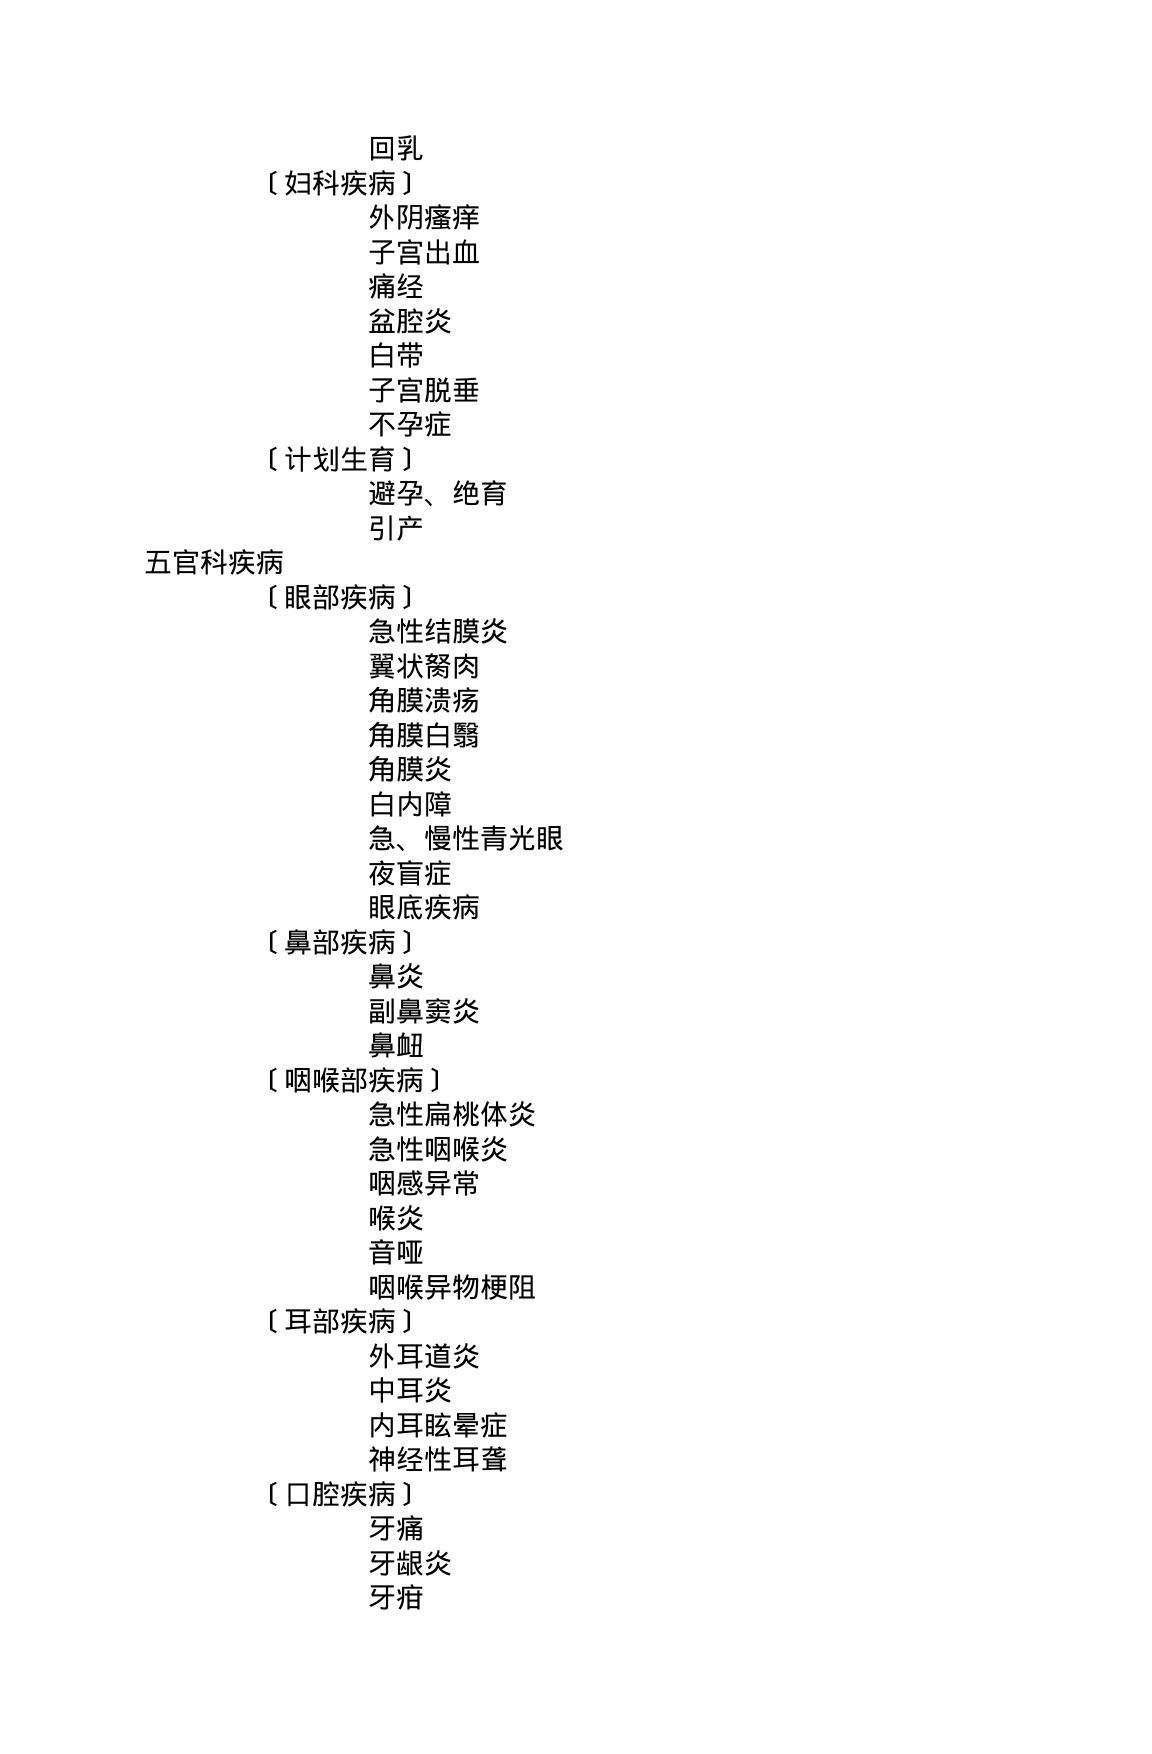 回乳
〔妇科疾病〕
外阴瘙痒
子宫出血
痛经
盆腔炎
白带
子宫脱垂
不孕症
〔计划生育〕
避孕、绝育
引产
五官科疾病
〔眼部疾病〕
急性结膜炎
翼状胬肉
角膜溃疡
角膜白翳
角膜炎
白内障
急、慢性青光眼
夜盲症
眼底疾病
〔鼻部疾病〕
鼻炎
副鼻窦炎
鼻衄
〔咽喉部疾病〕
急性扁桃体炎
急性咽喉炎
咽感异常
喉炎
音哑
咽喉异物梗阻
〔耳部疾病〕
外耳道炎
中耳炎
内耳眩晕症
神经性耳聋
〔口腔疾病〕
牙痛
牙龈炎
牙疳